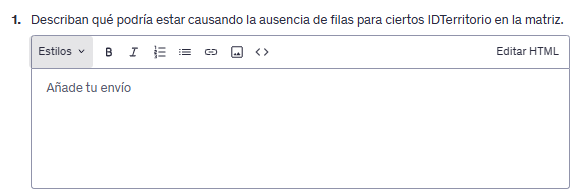 1. Describan qué podría estar causando la ausencia de filas para ciertos IDTerritorio en la matriz.
Estilos B I Editar HTML
Añade tu envío